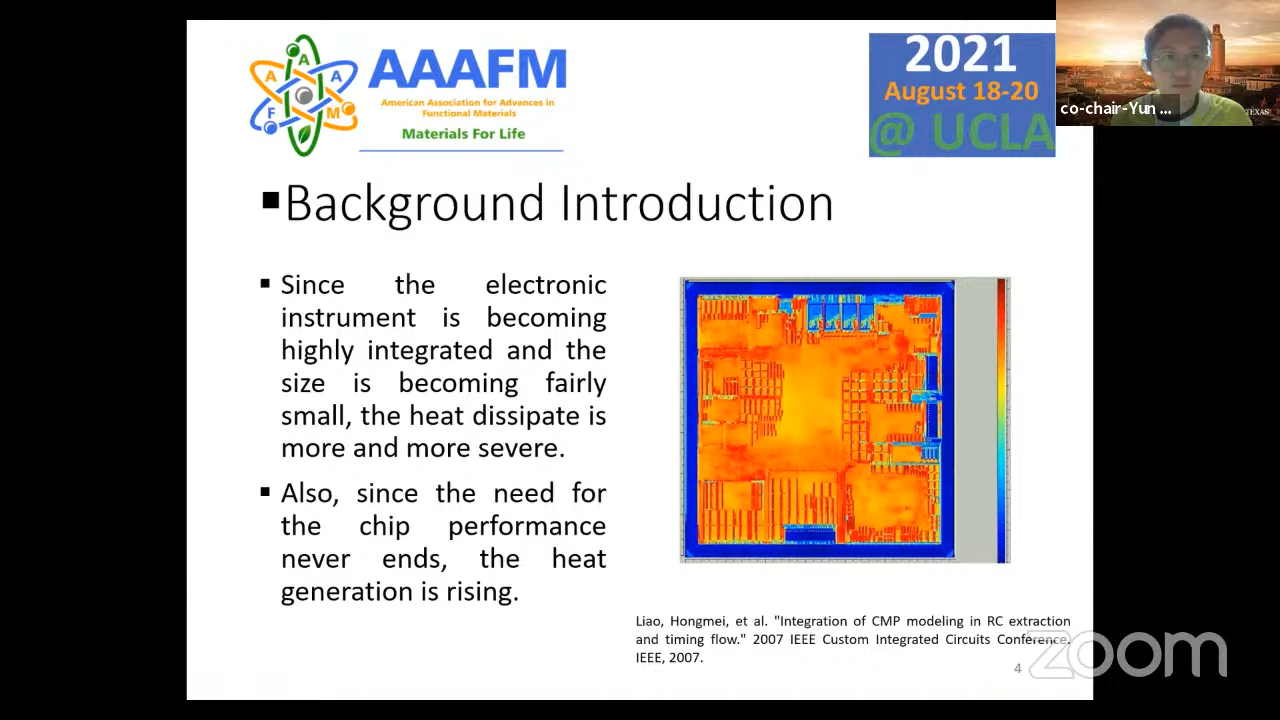 A
A
A
F
M
AAAFM
American Association for Advances in
Functional Materials
Materials For Life
2021
August 18-20
@ UCLA
co-chair-Yun ...
TEXAS
▪Background Introduction
▪ Since the electronic
instrument is becoming
highly integrated and the
size is becoming fairly
small, the heat dissipate is
more and more severe.
▪ Also, since the need for
the chip performance
never ends, the heat
generation is rising.
Liao, Hongmei, et al. "Integration of CMP modeling in RC extraction
and timing flow." 2007 IEEE Custom Integrated Circuits Conference.
IEEE, 2007.
4
zoom